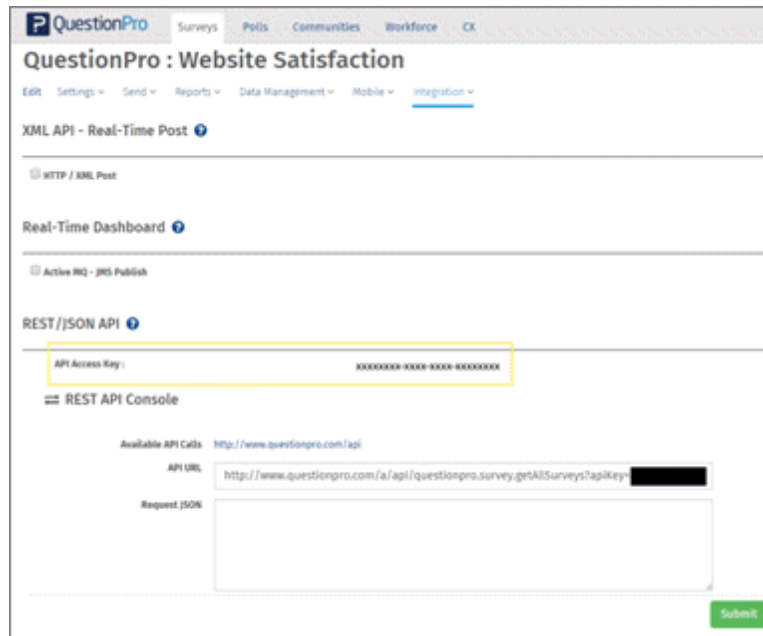 QuestionPro Surveys Polls Communities Workforce CX
QuestionPro : Website Satisfaction
Edit Settings Send Reports Data Management Mobile Integration
XML API - Real-Time Post ?
HTTP / XML Post
Real-Time Dashboard ?
Active MQ - JMS Publish
REST/JSON API ?
API Access Key : xxxxxxxx-xxxx-xxxx-xxxxxxxx
REST API Console
Available API Calls http://www.questionpro.com/api
API URL http://www.questionpro.com/a/api/questionpro.survey.getAllSurveys?apiKey=
Request JSON
Submit